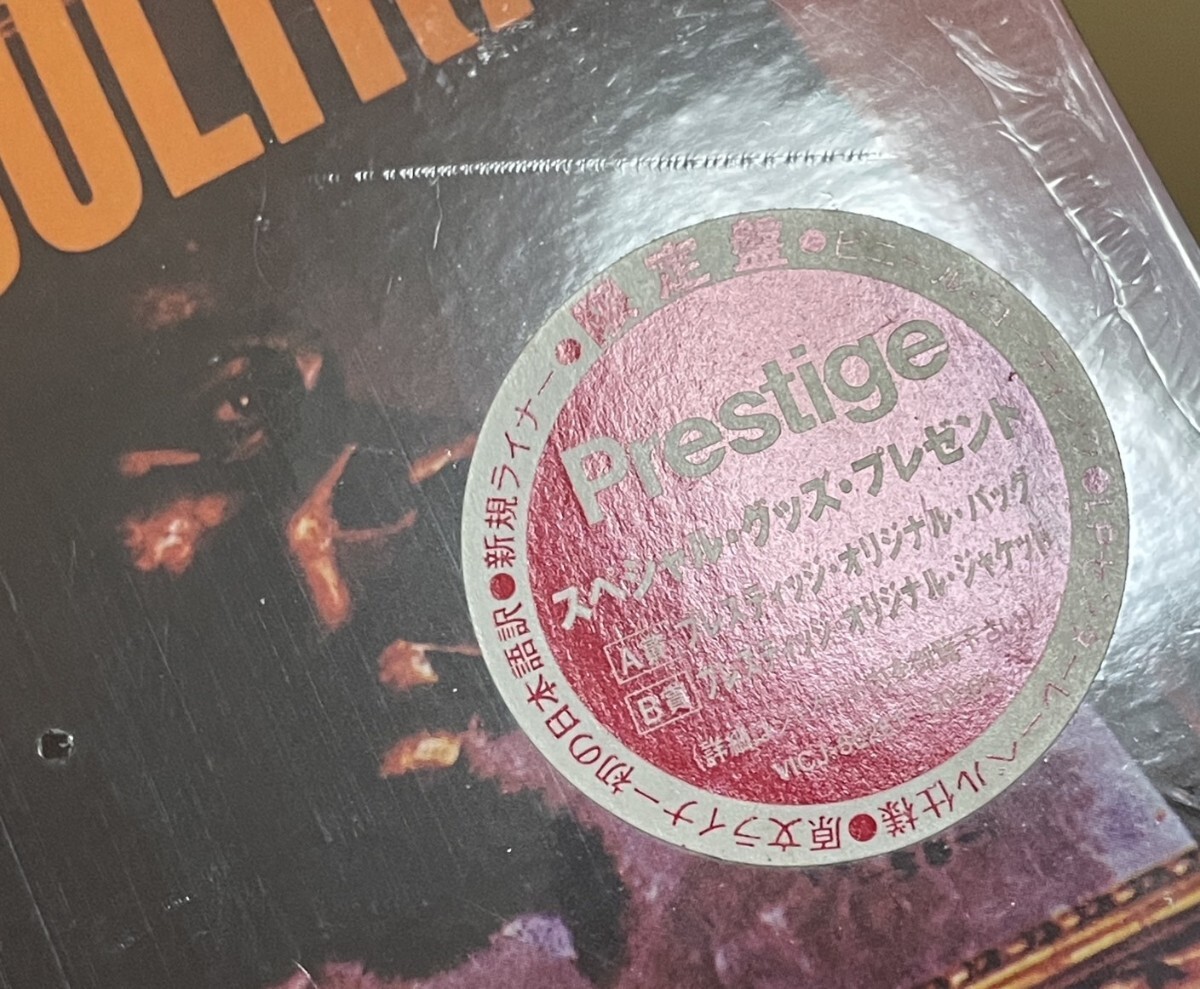 COLTRA
●限定盤●ビニール・コ
ーベル仕様●原文ライナー初の日本語訳●新規ライナー
Prestige
スペシャル・グッズ・プレゼント
A賞 プレスティッジ・オリジナル・バッグ
B賞 プレスティッジ・オリジナル・ジャケット
(詳細は
VICJ-